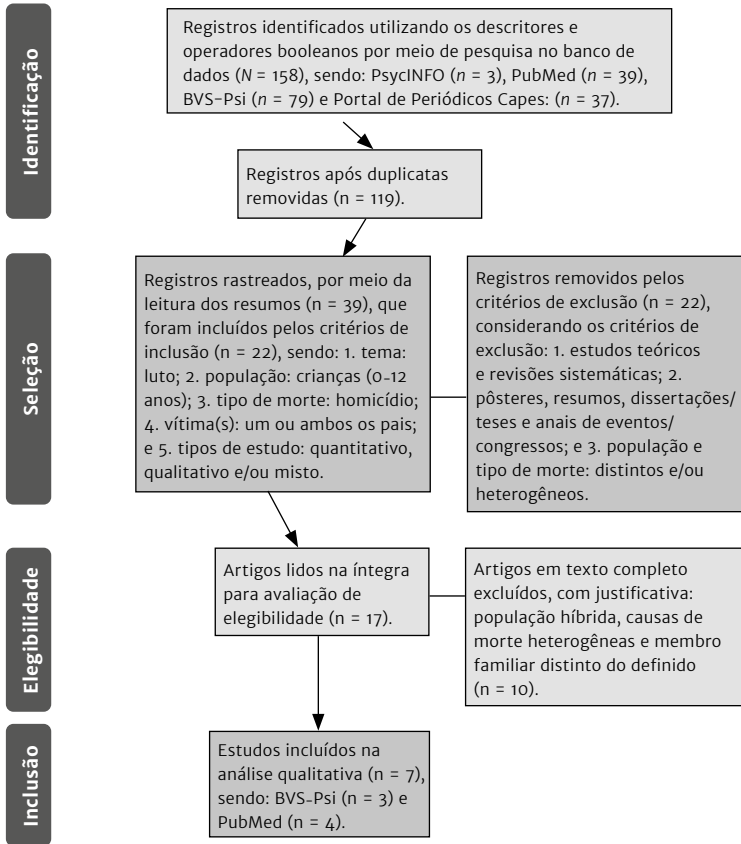 Identificação
Registros identificados utilizando os descritores e
operadores booleanos por meio de pesquisa no banco de
dados (N = 158), sendo: PsycINFO (n = 3), PubMed (n = 39),
BVS-Psi (n = 79) e Portal de Periódicos Capes: (n = 37).
Registros após duplicatas
removidas (n = 119).
Seleção
Registros rastreados, por meio da
leitura dos resumos (n = 39), que
foram incluídos pelos critérios de
inclusão (n = 22), sendo: 1. tema:
luto; 2. população: crianças (0-12
anos); 3. tipo de morte: homicídio;
4. vítima(s): um ou ambos os pais;
e 5. tipos de estudo: quantitativo,
qualitativo e/ou misto.
Registros removidos pelos
critérios de exclusão (n = 22),
considerando os critérios de
exclusão: 1. estudos teóricos
e revisões sistemáticas; 2.
pôsteres, resumos, dissertações/
teses e anais de eventos/
congressos; e 3. população e
tipo de morte: distintos e/ou
heterogêneos.
Elegibilidade
Artigos lidos na íntegra
para avaliação de
elegibilidade (n = 17).
Artigos em texto completo
excluídos, com justificativa:
população híbrida, causas de
morte heterogêneas e membro
familiar distinto do definido
(n = 10).
Inclusão
Estudos incluídos na
análise qualitativa (n = 7),
sendo: BVS-Psi (n = 3) e
PubMed (n = 4).